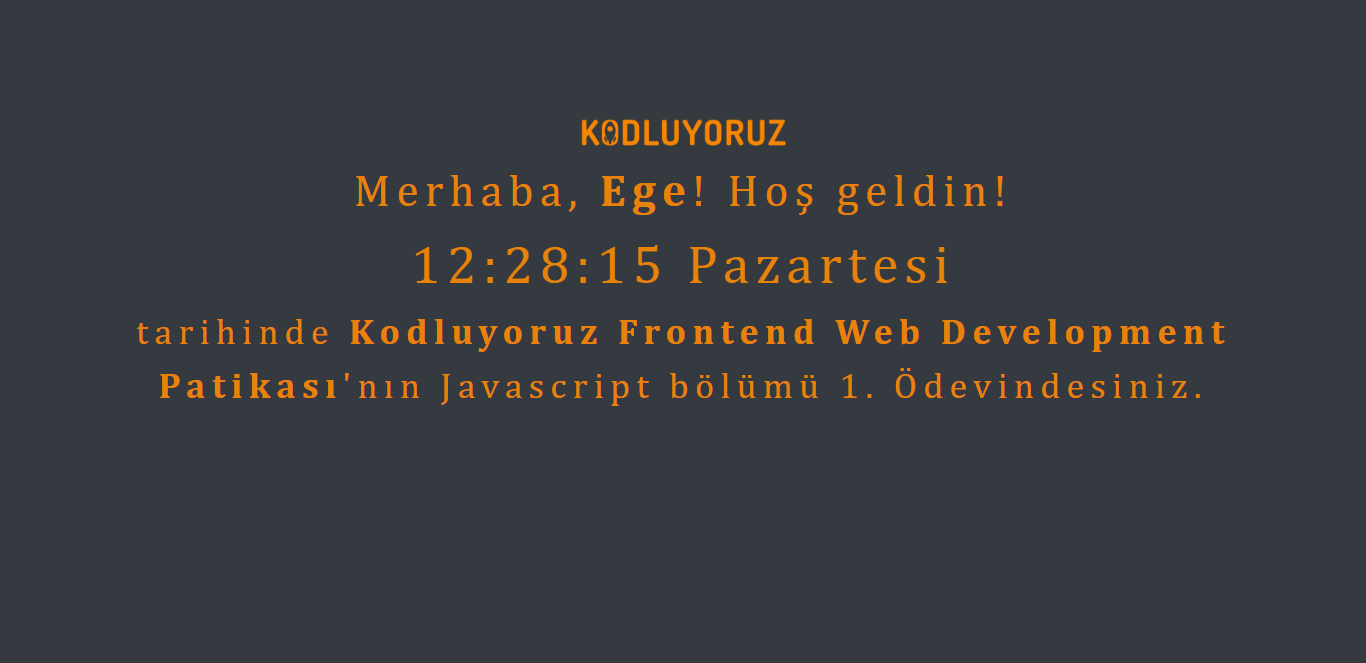 KODLUYORUZ
Merhaba, Ege! Hoş geldin!
12:28:15 Pazartesi
tarihinde Kodluyoruz Frontend Web Development
Patikası'nın Javascript bölümü 1. Ödevindesiniz.